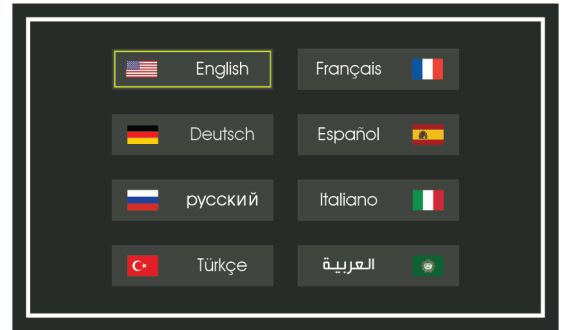 English
Français
Deutsch
Español
русский
Italiano
Türkçe
العربية